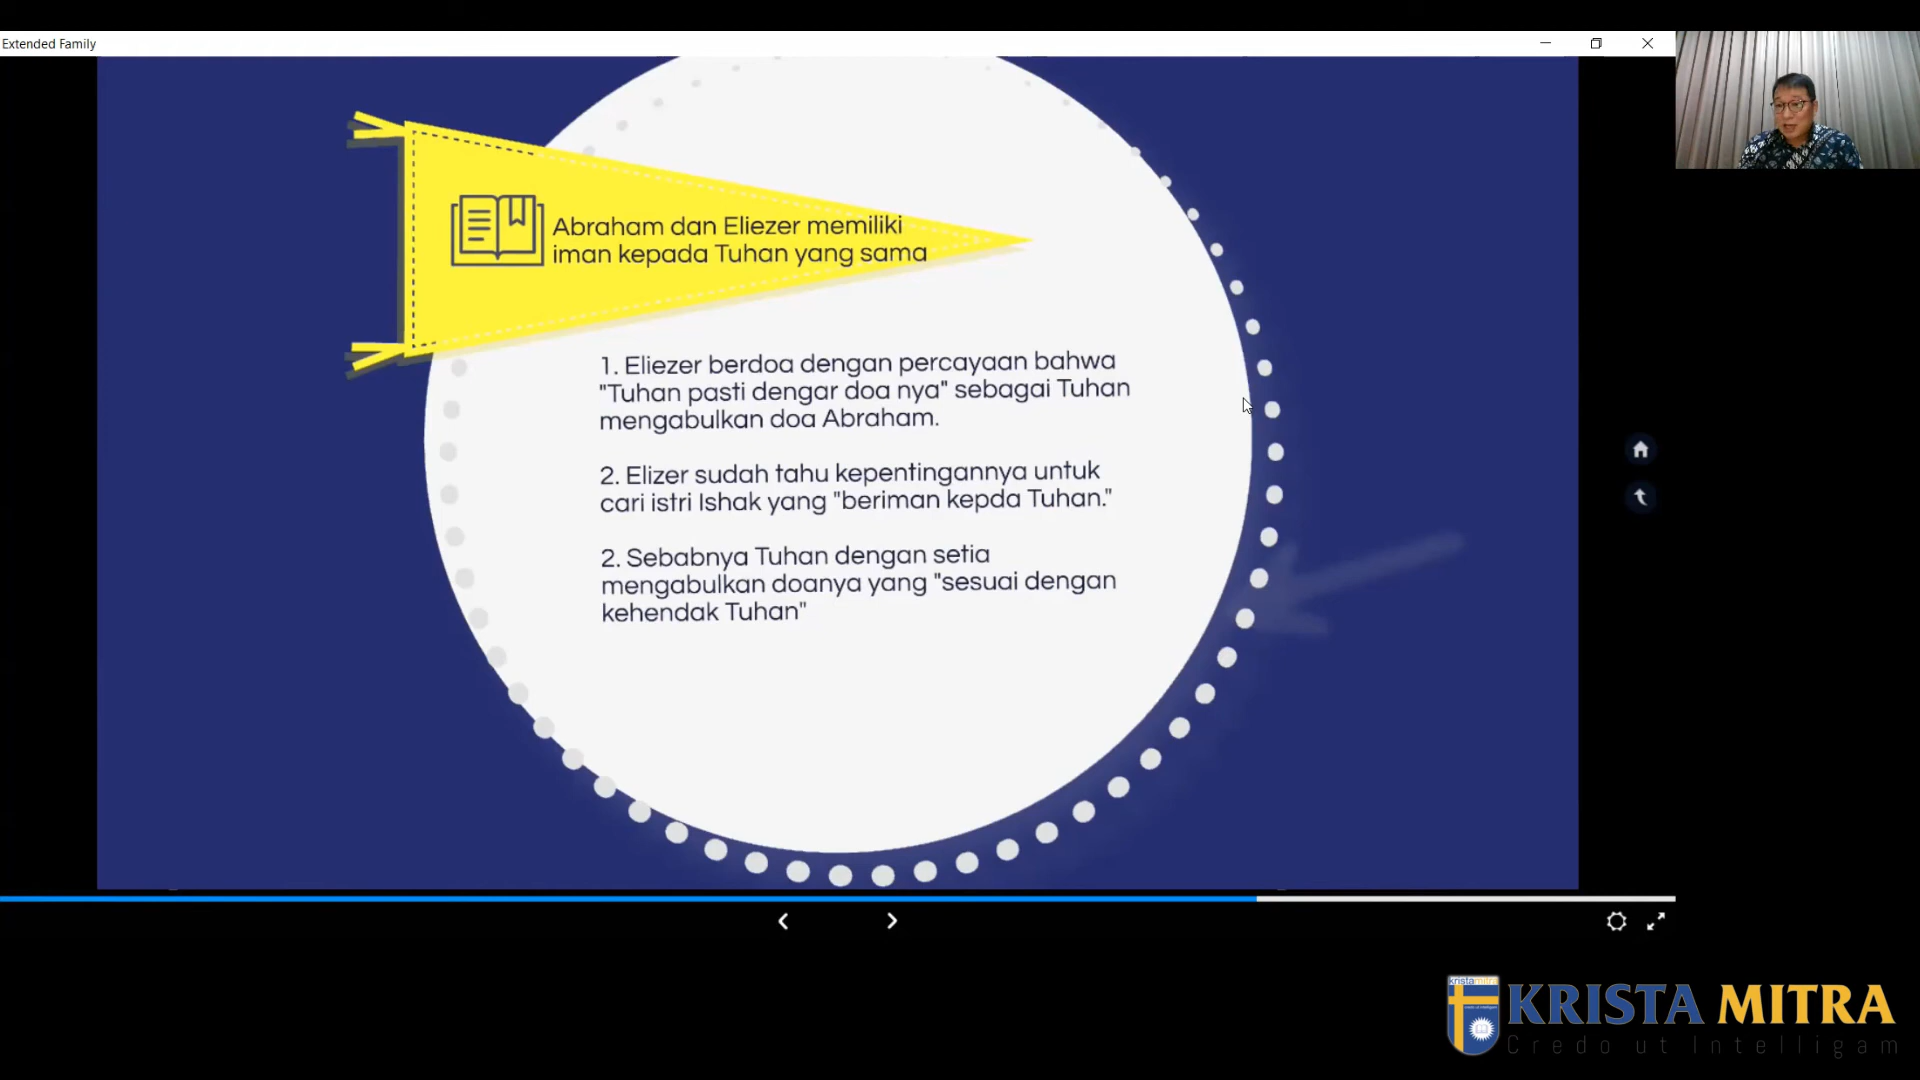 Extended Family
Abraham dan Eliezer memiliki
iman kepada Tuhan yang sama
1. Eliezer berdoa dengan percayaan bahwa
"Tuhan pasti dengar doa nya" sebagai Tuhan
mengabulkan doa Abraham.
2. Elizer sudah tahu kepentingannya untuk
cari istri Ishak yang "beriman kepda Tuhan."
2. Sebabnya Tuhan dengan setia
mengabulkan doanya yang "sesuai dengan
kehendak Tuhan"
kristamitra
KRISTA MITRA
Credo ut Intelligam